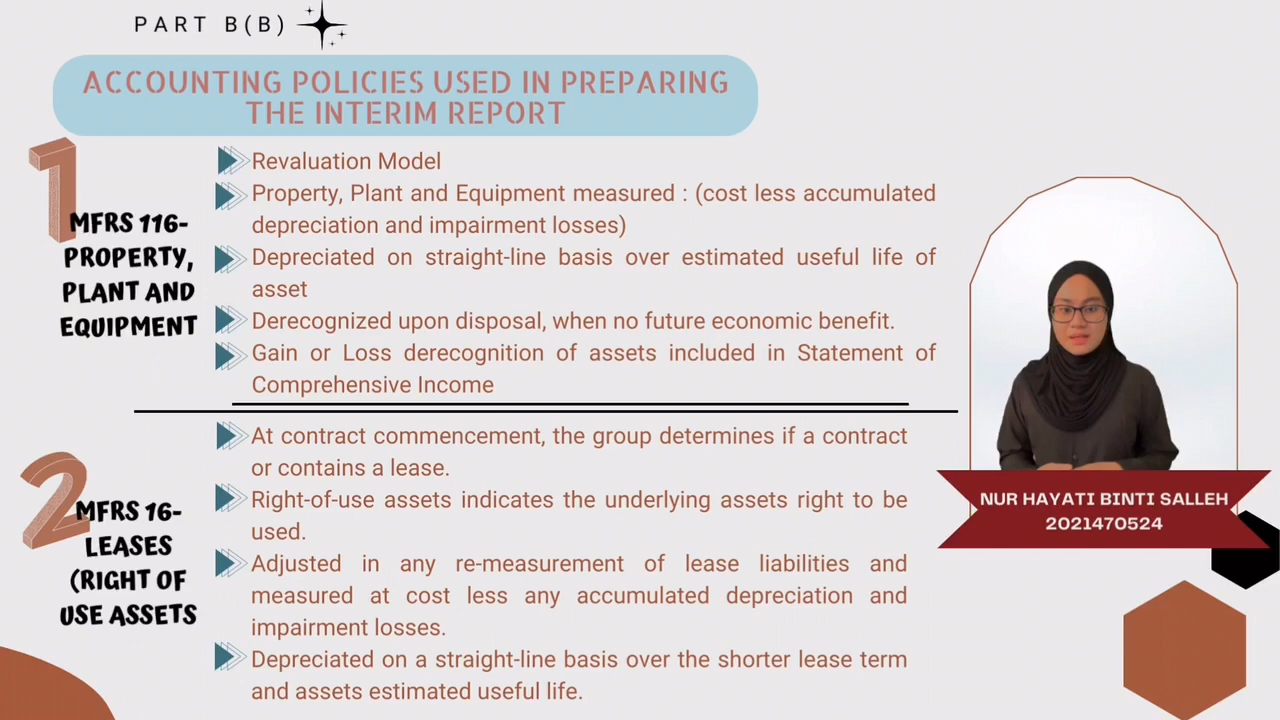 PART B(B)
ACCOUNTING POLICIES USED IN PREPARING
THE INTERIM REPORT
1
MFRS 116-
PROPERTY,
PLANT AND
EQUIPMENT
Revaluation Model
Property, Plant and Equipment measured : (cost less accumulated
depreciation and impairment losses)
Depreciated on straight-line basis over estimated useful life of
asset
Derecognized upon disposal, when no future economic benefit.
Gain or Loss derecognition of assets included in Statement of
Comprehensive Income
2
MFRS 16-
LEASES
(RIGHT OF
USE ASSETS
At contract commencement, the group determines if a contract
or contains a lease.
Right-of-use assets indicates the underlying assets right to be
used.
Adjusted in any re-measurement of lease liabilities and
measured at cost less any accumulated depreciation and
impairment losses.
Depreciated on a straight-line basis over the shorter lease term
and assets estimated useful life.
NUR HAYATI BINTI SALLEH
2021470524